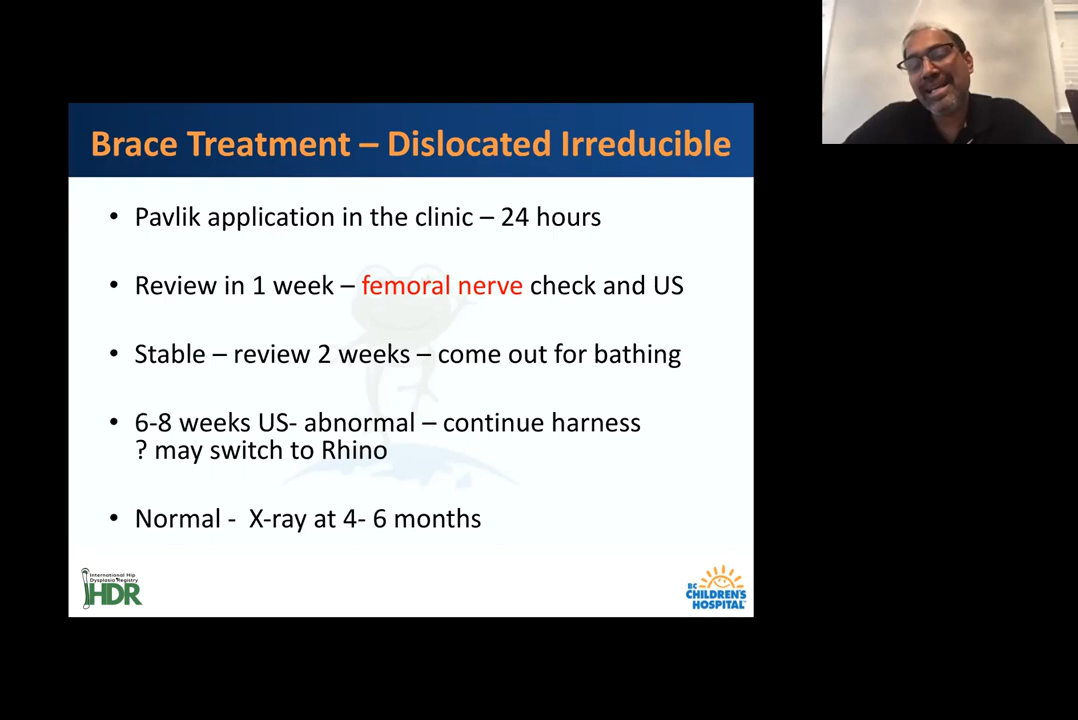 Brace Treatment – Dislocated Irreducible
• Pavlik application in the clinic – 24 hours
• Review in 1 week – femoral nerve check and US
• Stable – review 2 weeks – come out for bathing
• 6-8 weeks US- abnormal – continue harness
? may switch to Rhino
• Normal - X-ray at 4- 6 months
International Hip
Dysplasia Registry
IHDR
BC
CHILDREN'S
HOSPITAL